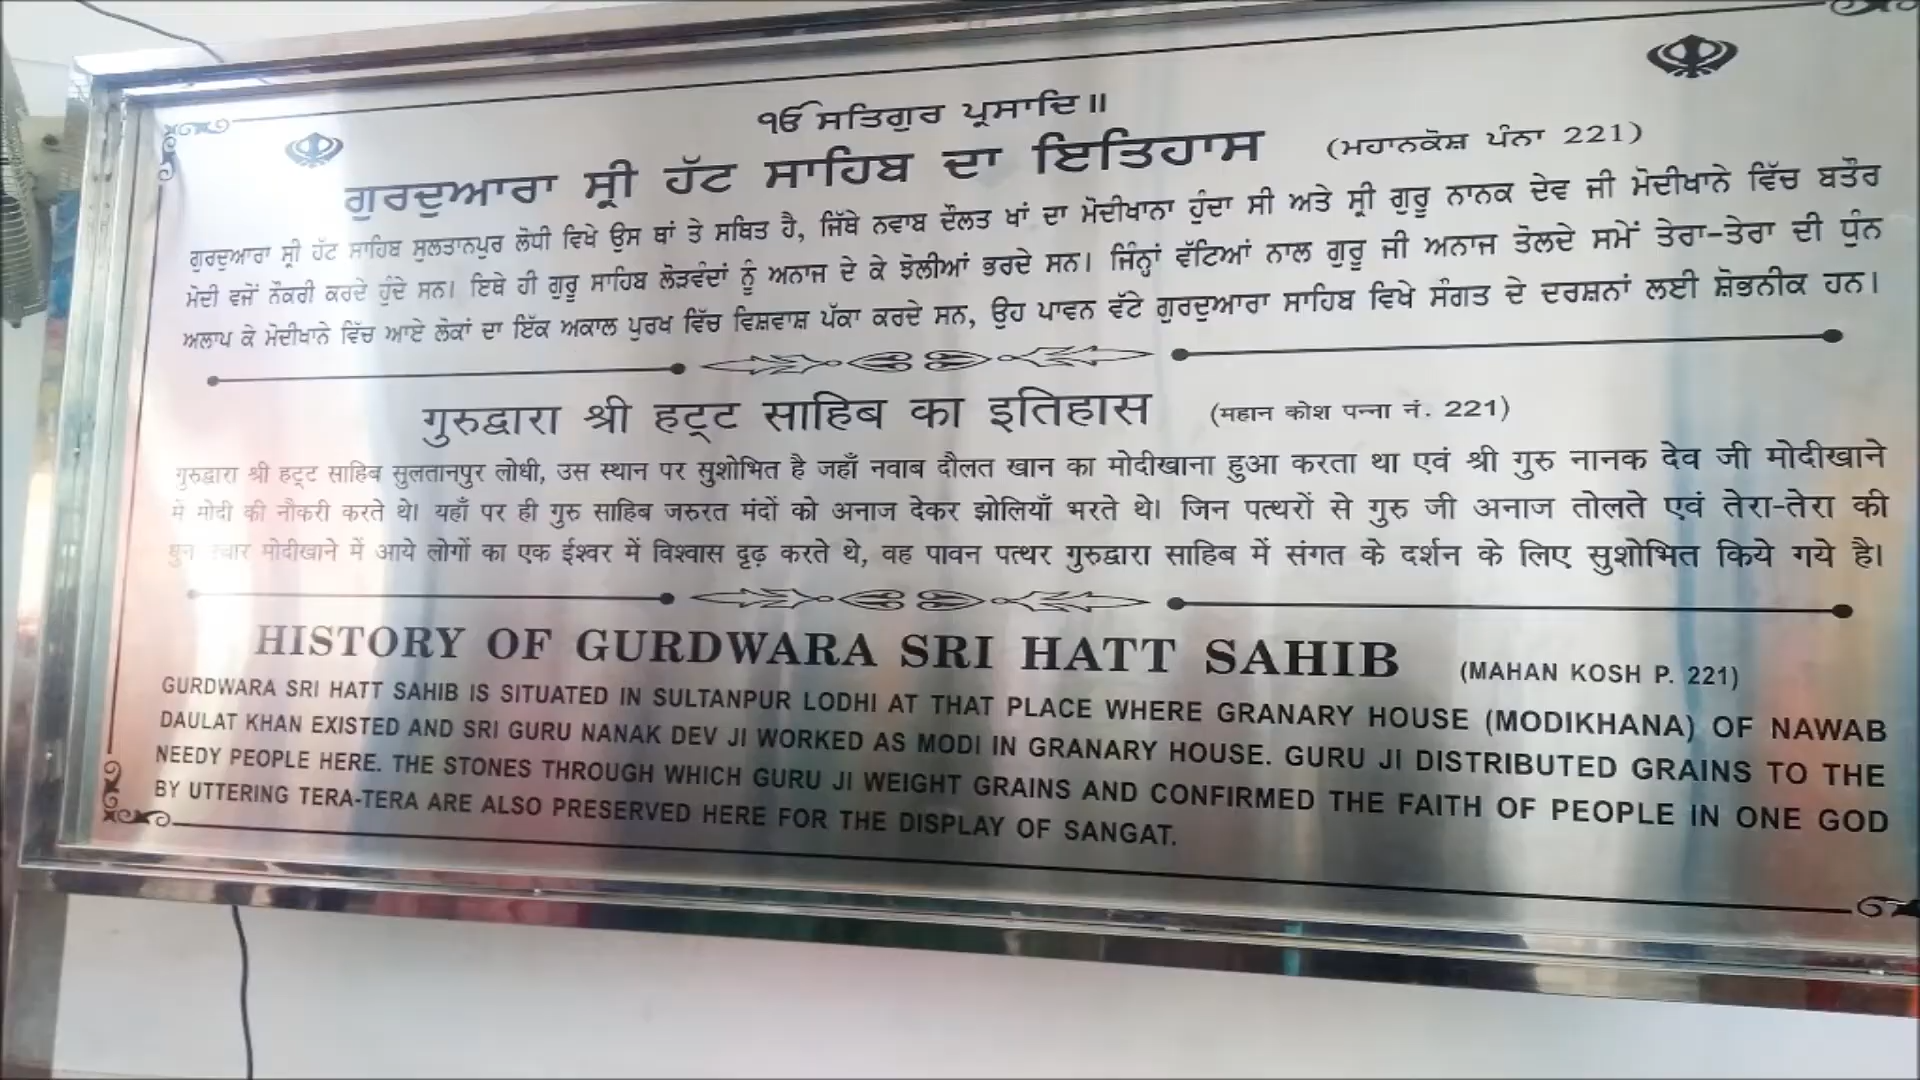 ੴ ਸਤਿਗੁਰ ਪ੍ਰਸਾਦਿ॥
ਗੁਰਦੁਆਰਾ ਸ੍ਰੀ ਹੱਟ ਸਾਹਿਬ ਦਾ ਇਤਿਹਾਸ (ਮਹਾਨਕੋਸ਼ ਪੰਨਾ 221)
ਗੁਰਦੁਆਰਾ ਸ੍ਰੀ ਹੱਟ ਸਾਹਿਬ ਸੁਲਤਾਨਪੁਰ ਲੋਧੀ ਵਿਖੇ ਉਸ ਥਾਂ ਤੇ ਸਥਿਤ ਹੈ, ਜਿੱਥੇ ਨਵਾਬ ਦੌਲਤ ਖਾਂ ਦਾ ਮੋਦੀਖਾਨਾ ਹੁੰਦਾ ਸੀ ਅਤੇ ਸ੍ਰੀ ਗੁਰੂ ਨਾਨਕ ਦੇਵ ਜੀ ਮੋਦੀਖਾਨੇ ਵਿੱਚ ਬਤੌਰ
ਮੋਦੀ ਵਜੋਂ ਨੌਕਰੀ ਕਰਦੇ ਹੁੰਦੇ ਸਨ। ਇਥੇ ਹੀ ਗੁਰੂ ਸਾਹਿਬ ਲੋੜਵੰਦਾਂ ਨੂੰ ਅਨਾਜ ਦੇ ਕੇ ਝੋਲੀਆਂ ਭਰਦੇ ਸਨ। ਜਿੰਨ੍ਹਾਂ ਵੱਟਿਆਂ ਨਾਲ ਗੁਰੂ ਜੀ ਅਨਾਜ ਤੋਲਦੇ ਸਮੇਂ ਤੇਰਾ-ਤੇਰਾ ਦੀ ਧੁੰਨ
ਅਲਾਪ ਕੇ ਮੋਦੀਖਾਨੇ ਵਿੱਚ ਆਏ ਲੋਕਾਂ ਦਾ ਇੱਕ ਅਕਾਲ ਪੁਰਖ ਵਿੱਚ ਵਿਸ਼ਵਾਸ਼ ਪੱਕਾ ਕਰਦੇ ਸਨ, ਉਹ ਪਾਵਨ ਵੱਟੇ ਗੁਰਦੁਆਰਾ ਸਾਹਿਬ ਵਿਖੇ ਸੰਗਤ ਦੇ ਦਰਸ਼ਨਾਂ ਲਈ ਸ਼ੋਭਨੀਕ ਹਨ।
गुरुद्वारा श्री हट्ट साहिब का इतिहास (महान कोश पन्ना नं. 221)
गुरुद्वारा श्री हट्ट साहिब सुलतानपुर लोधी, उस स्थान पर सुशोभित है जहाँ नवाब दौलत खान का मोदीखाना हुआ करता था एवं श्री गुरु नानक देव जी मोदीखाने
में मोदी की नौकरी करते थे। यहाँ पर ही गुरु साहिब जरुरत मंदों को अनाज देकर झोलियाँ भरते थे। जिन पत्थरों से गुरु जी अनाज तोलते एवं तेरा-तेरा की
धुन मोदीखाने में आये लोगों का एक ईश्वर में विश्वास दृढ़ करते थे, वह पावन पत्थर गुरुद्वारा साहिब में संगत के दर्शन के लिए सुशोभित किये गये है।
HISTORY OF GURDWARA SRI HATT SAHIB (MAHAN KOSH P. 221)
GURDWARA SRI HATT SAHIB IS SITUATED IN SULTANPUR LODHI AT THAT PLACE WHERE GRANARY HOUSE (MODIKHANA) OF NAWAB
DAULAT KHAN EXISTED AND SRI GURU NANAK DEV JI WORKED AS MODI IN GRANARY HOUSE. GURU JI DISTRIBUTED GRAINS TO THE
NEEDY PEOPLE HERE. THE STONES THROUGH WHICH GURU JI WEIGHT GRAINS AND CONFIRMED THE FAITH OF PEOPLE IN ONE GOD
BY UTTERING TERA-TERA ARE ALSO PRESERVED HERE FOR THE DISPLAY OF SANGAT.